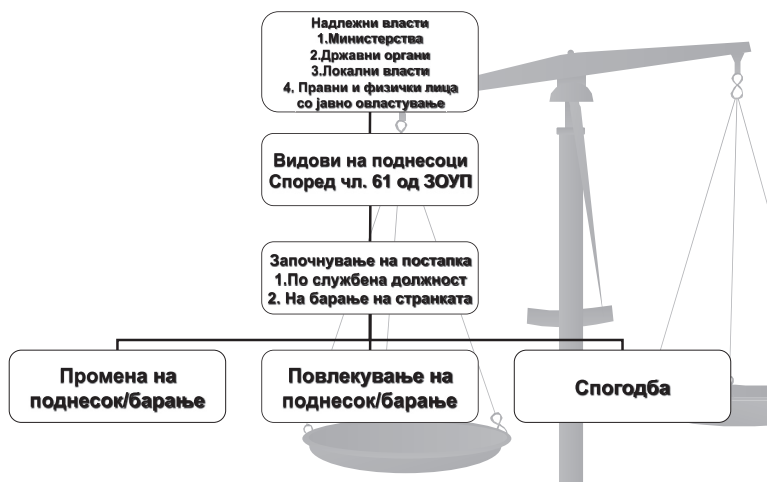 Надлежни власти
1.Министерства
2.Државни органи
3.Локални власти
4. Правни и физички лица
со јавно овластување
Видови на поднесоци
Според чл. 61 од ЗОУП
Започнување на постапка
1.По службена должност
2. На барање на странката
Промена на
поднесок/барање
Повлекување на
поднесок/барање
Спогодба